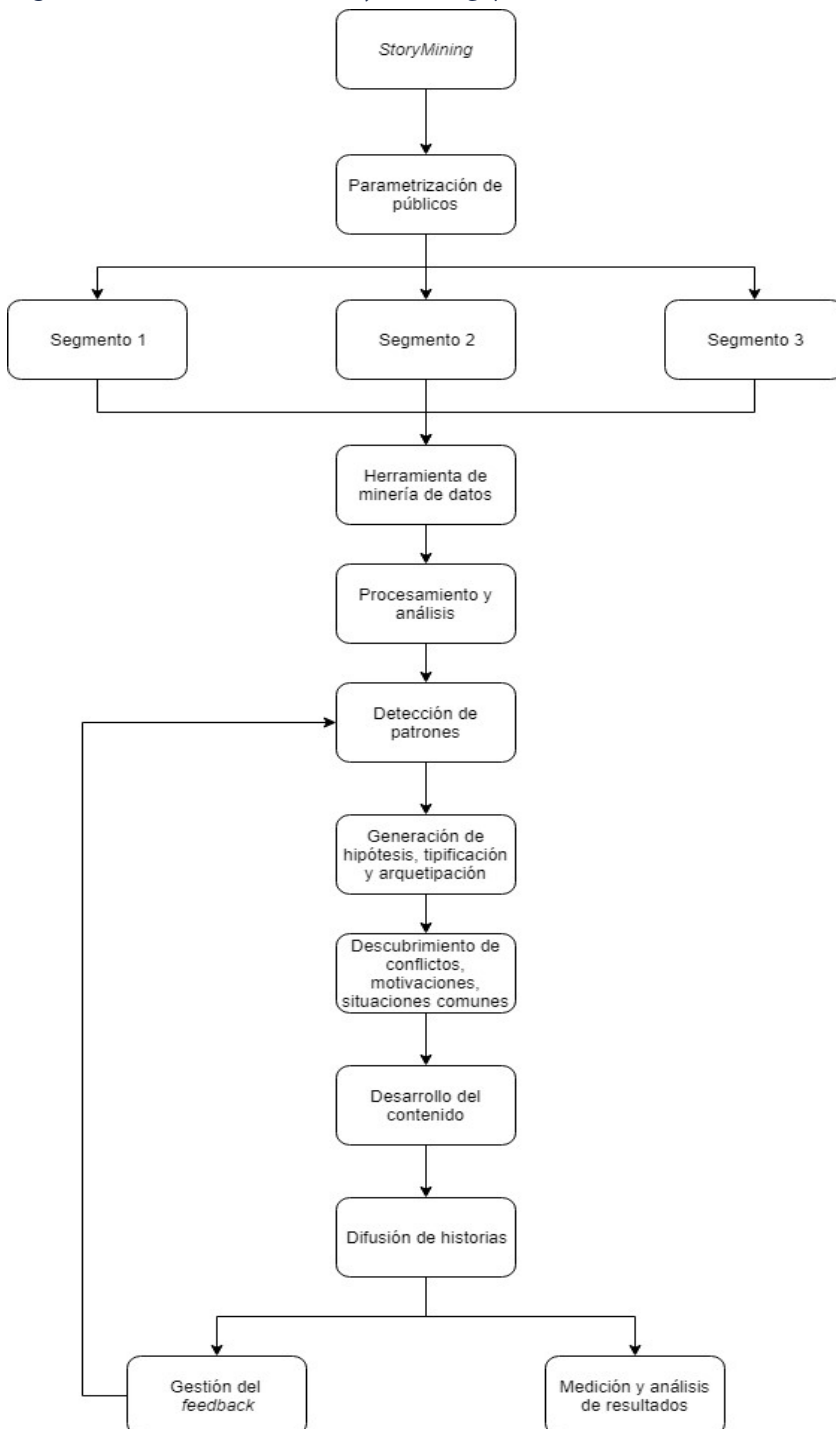 StoryMining
Parametrización de
públicos
Segmento 1
Segmento 2
Segmento 3
Herramienta de
minería de datos
Procesamiento y
análisis
Detección de
patrones
Generación de
hipótesis, tipificación
y arquetipación
Descubrimiento de
conflictos,
motivaciones,
situaciones comunes
Desarrollo del
contenido
Difusión de historias
Gestión del
feedback
Medición y análisis
de resultados